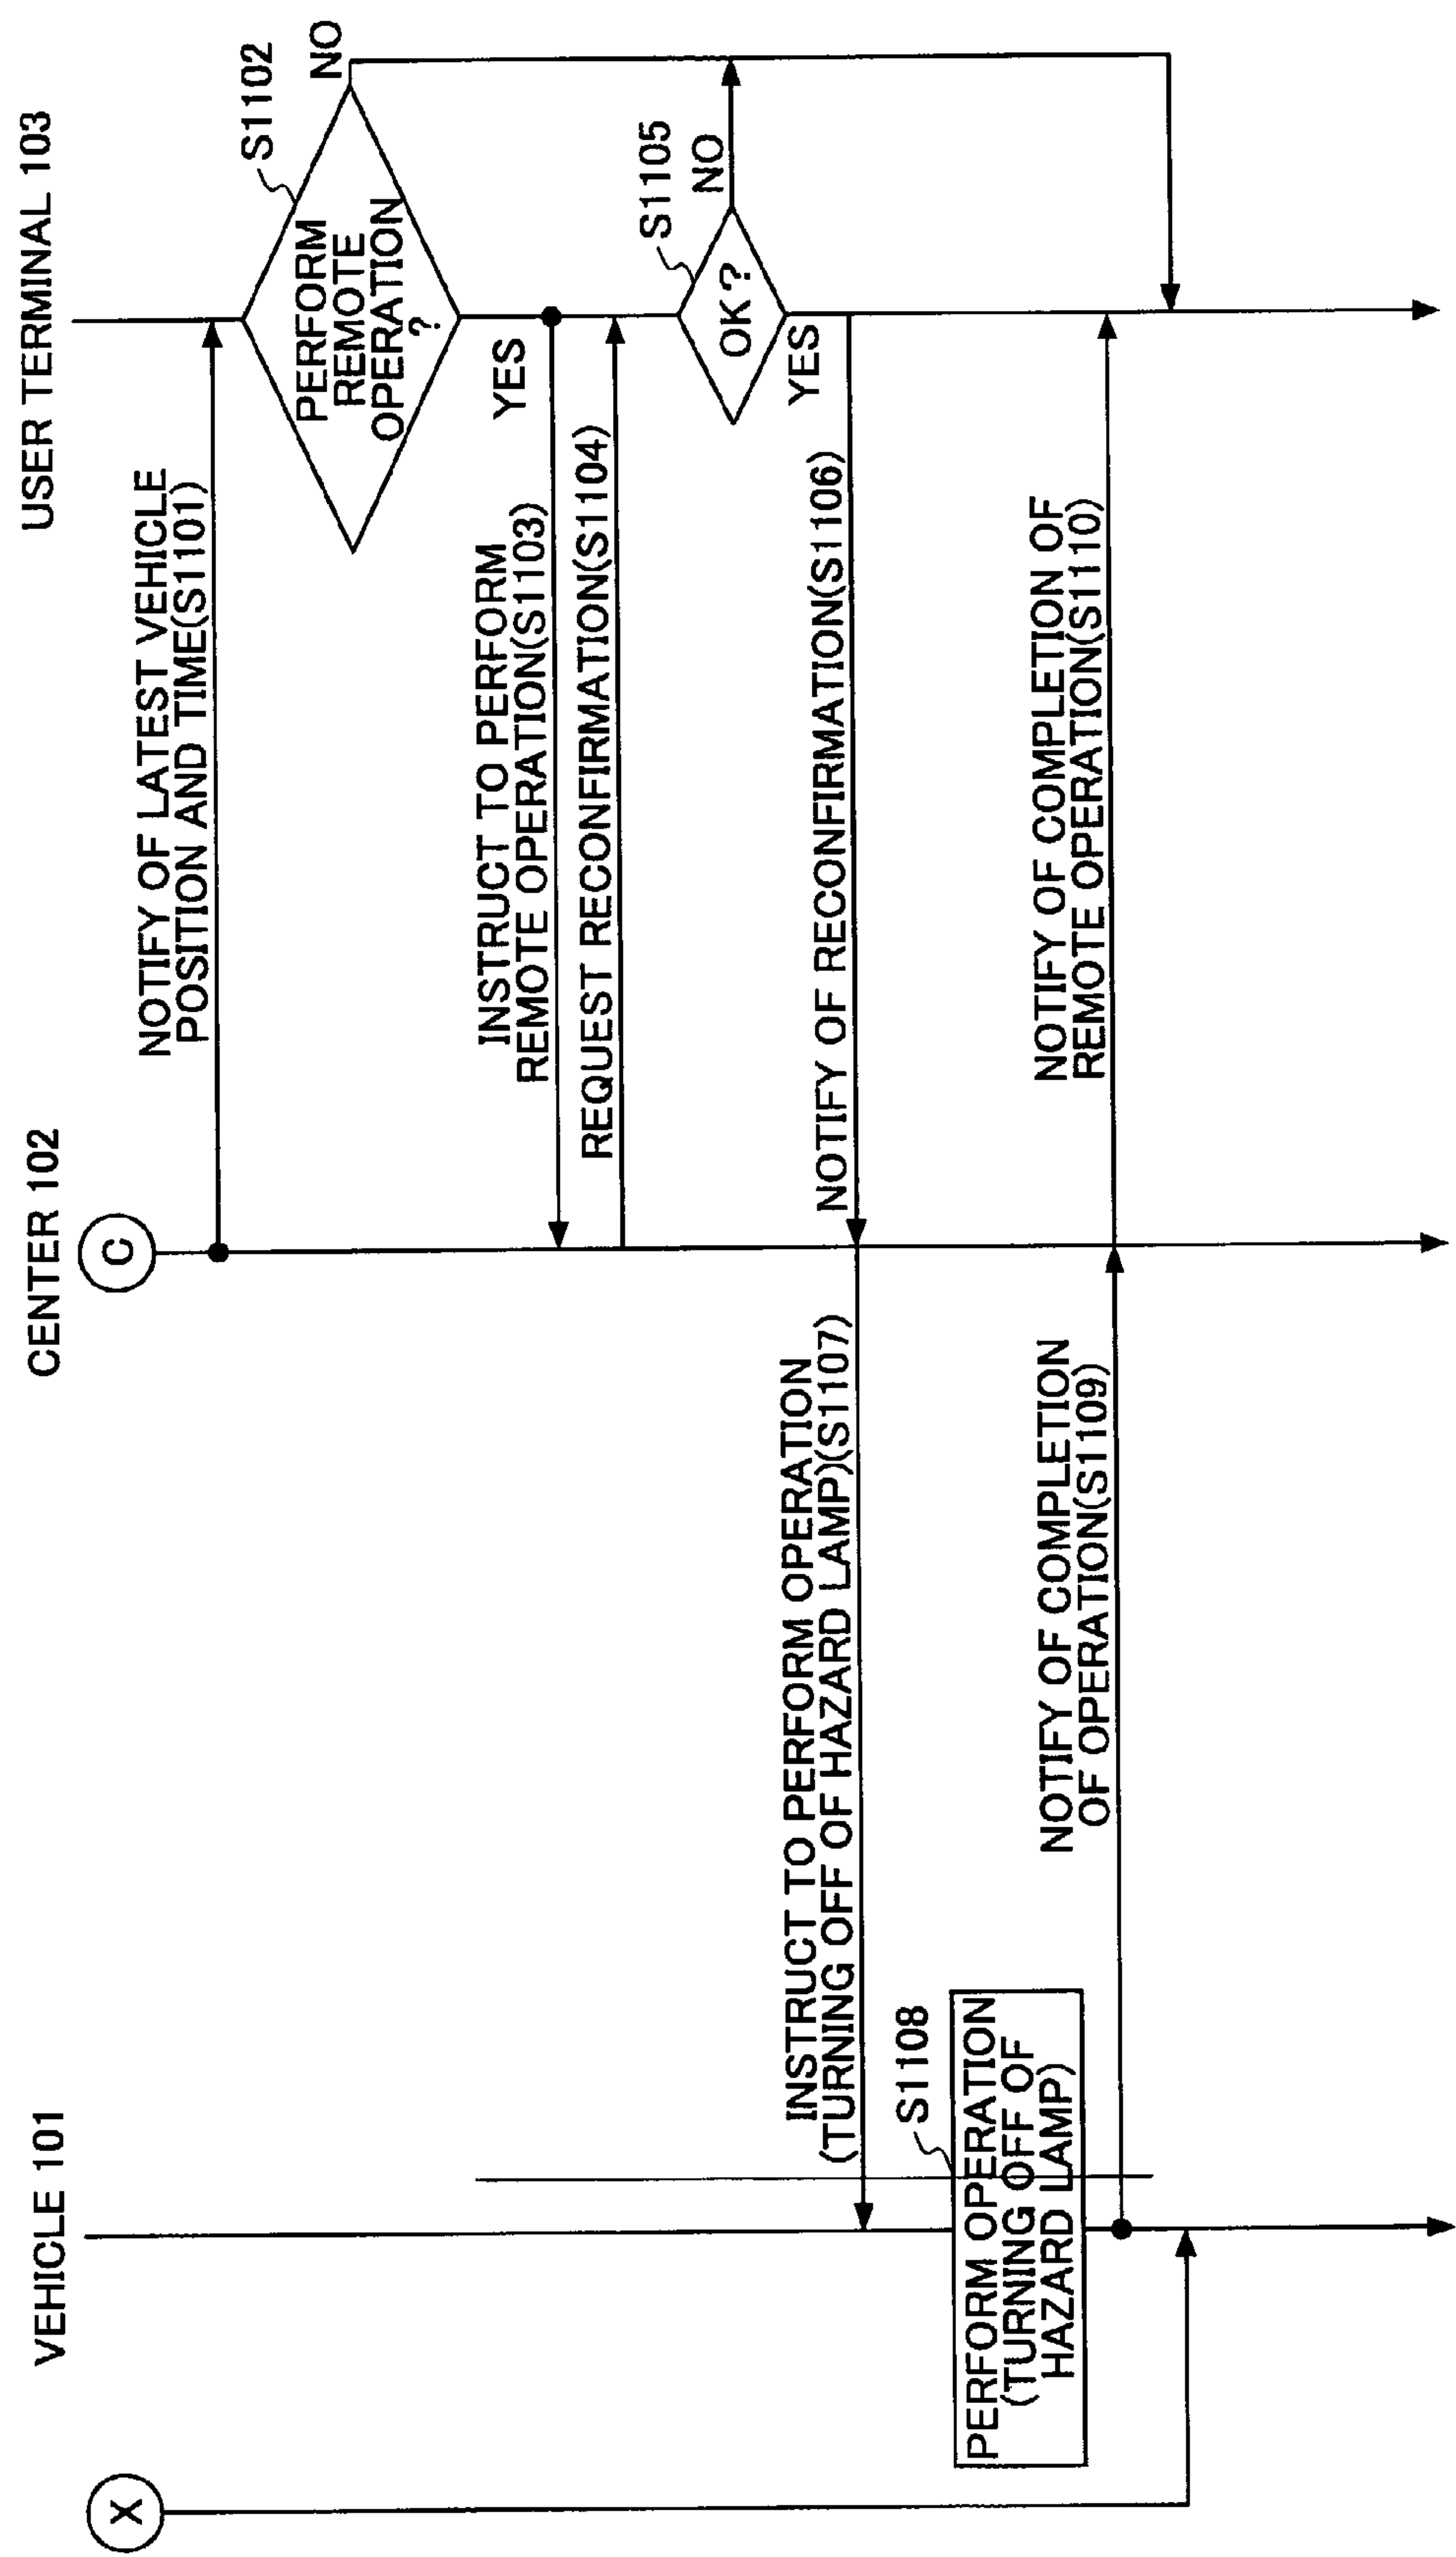 VEHICLE 101
CENTER 102
USER TERMINAL 103
X
C
NOTIFY OF LATEST VEHICLE
POSITION AND TIME(S1101)
S1102
PERFORM
REMOTE
OPERATION
?
NO
YES
INSTRUCT TO PERFORM
REMOTE OPERATION(S1103)
REQUEST RECONFIRMATION(S1104)
S1105
OK?
NO
YES
NOTIFY OF RECONFIRMATION(S1106)
INSTRUCT TO PERFORM OPERATION
(TURNING OFF OF HAZARD LAMP)(S1107)
S1108
PERFORM OPERATION
(TURNING OFF OF
HAZARD LAMP)
NOTIFY OF COMPLETION
OF OPERATION(S1109)
NOTIFY OF COMPLETION OF
REMOTE OPERATION(S1110)